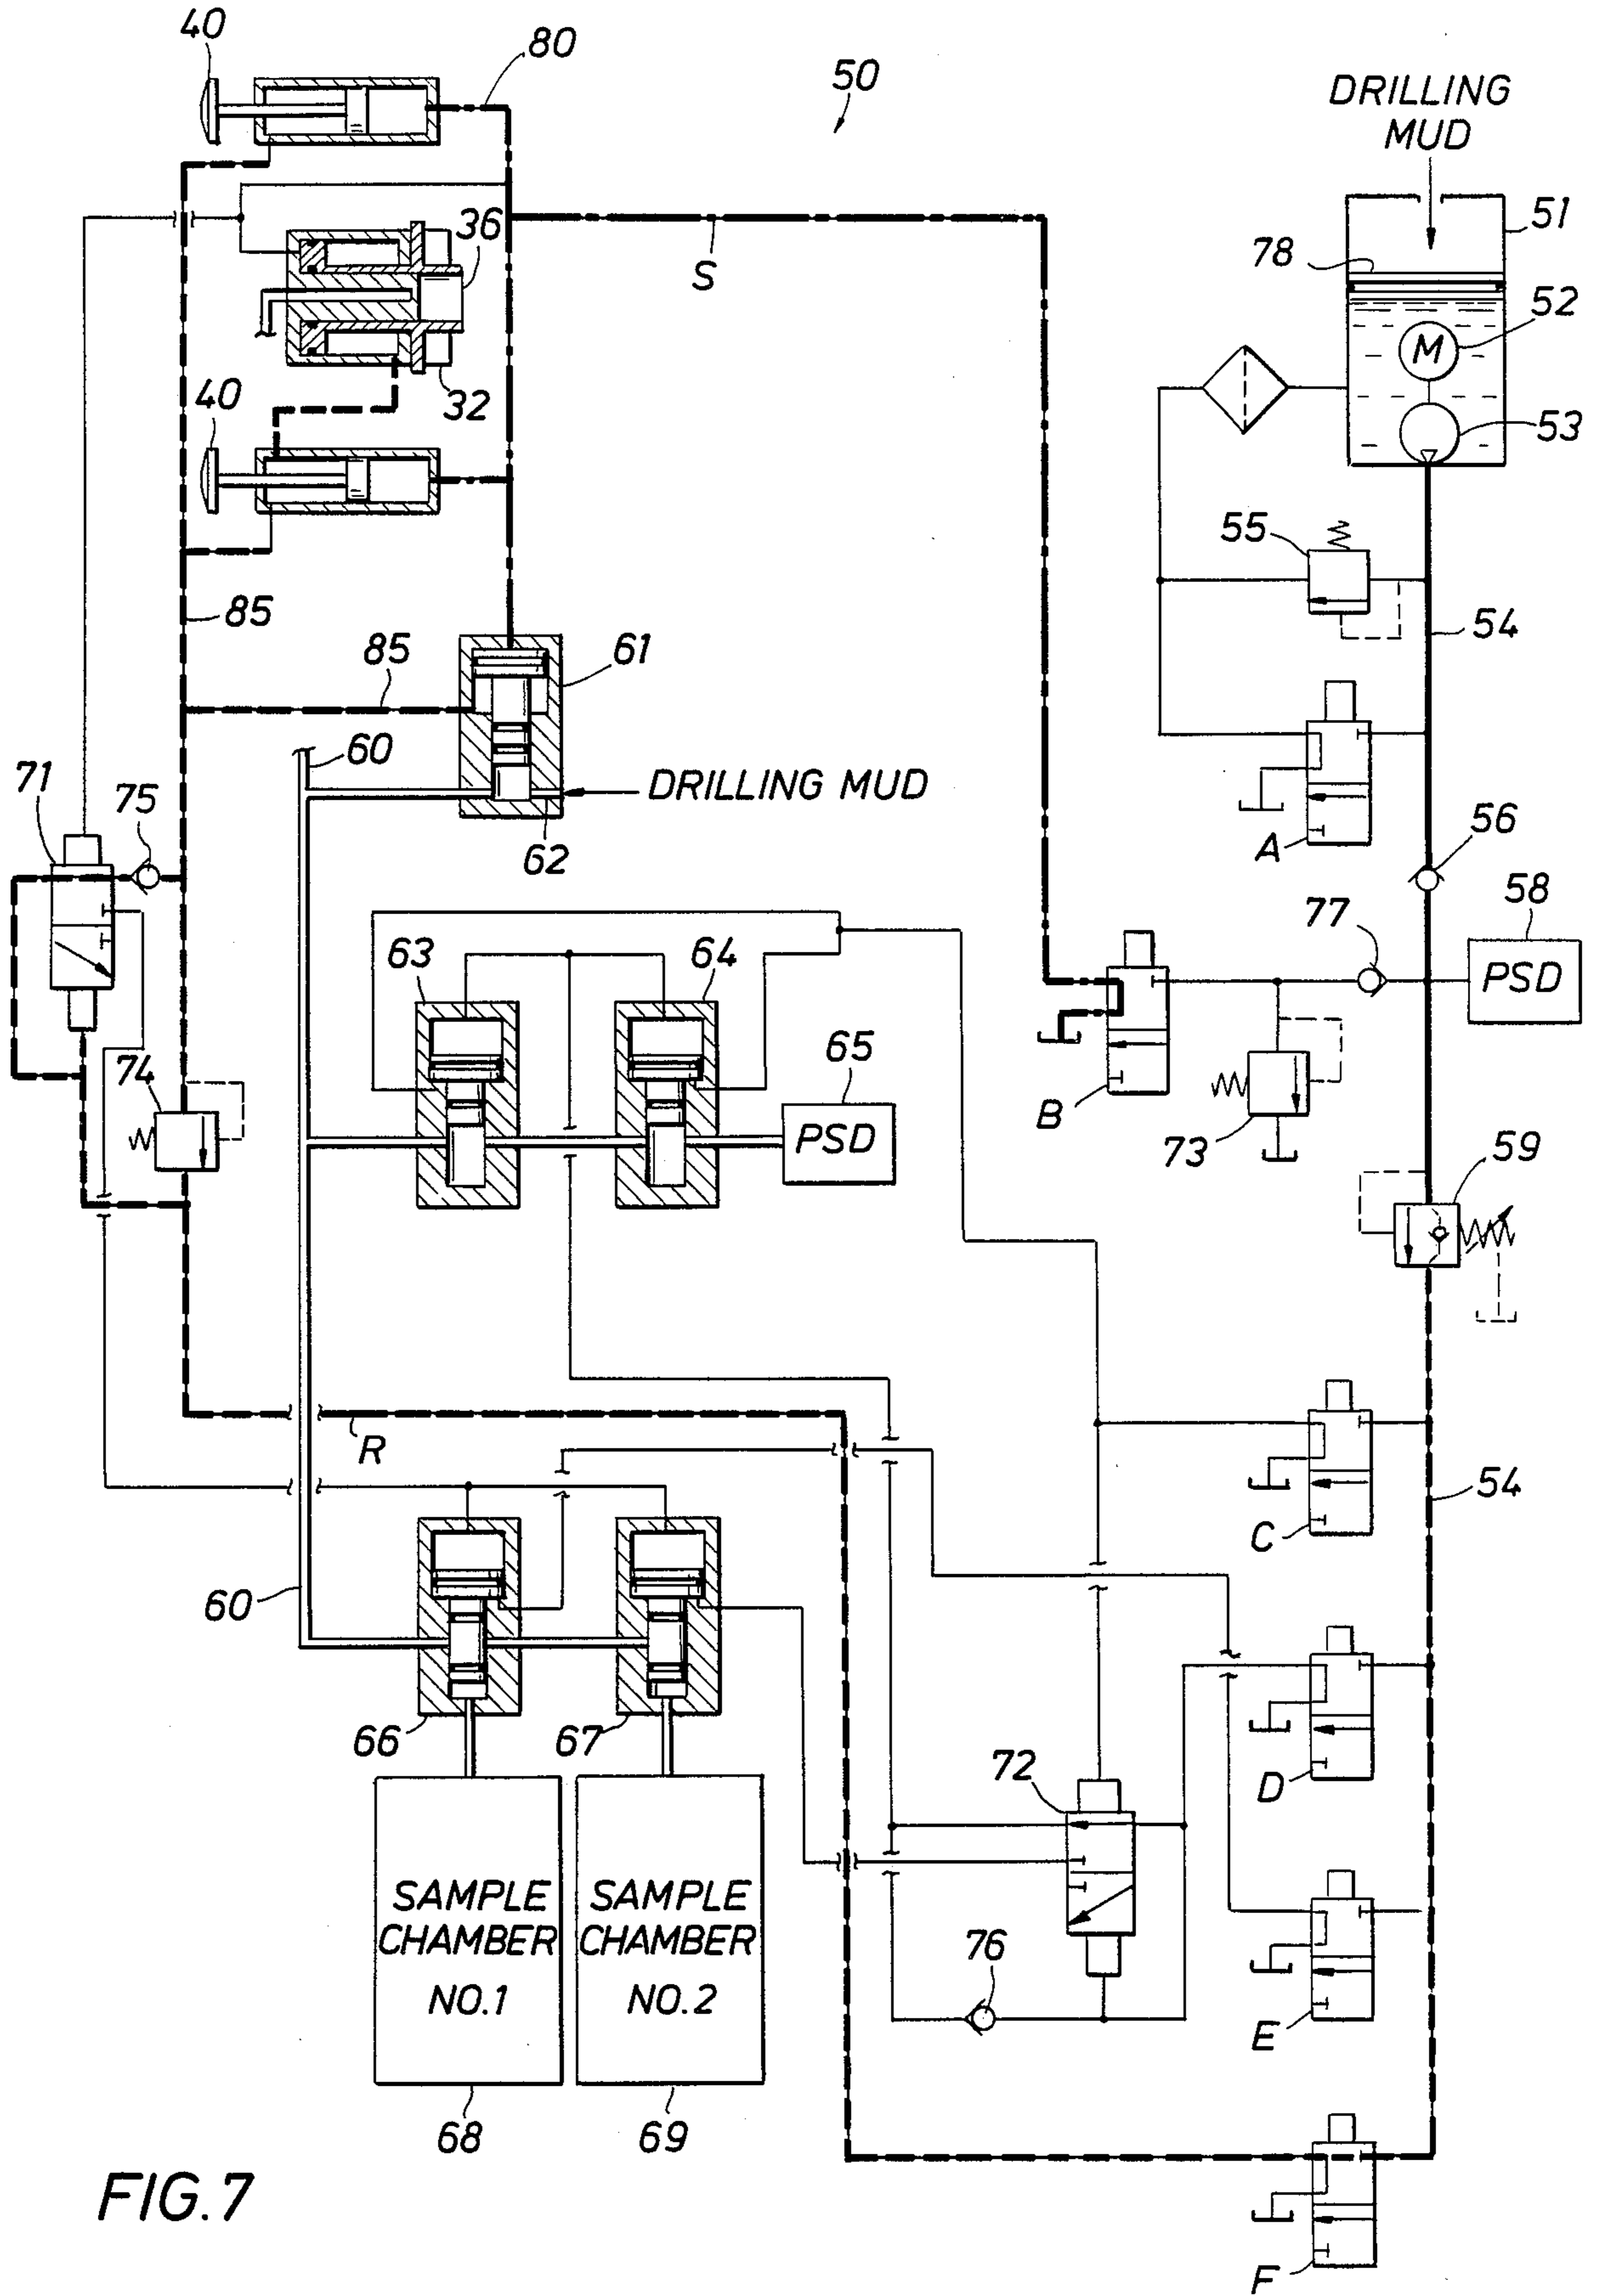 40
80
50
DRILLING
MUD
51
36
78
S
52
M
40
32
53
55
85
54
85
61
60
71
DRILLING MUD
75
62
A
56
58
77
PSD
63
64
74
65
PSD
B
73
59
R
54
C
60
66
67
72
D
SAMPLE
CHAMBER
NO.1
SAMPLE
CHAMBER
NO.2
76
E
68
69
FIG.7
F